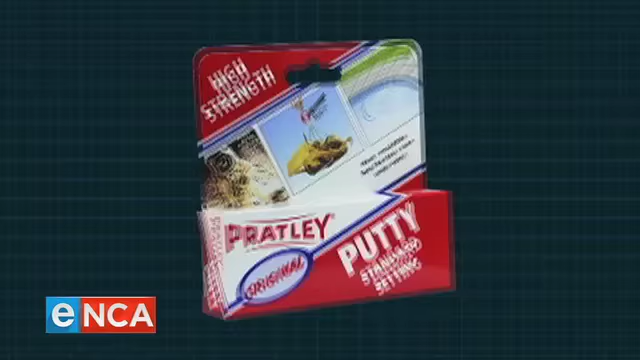 HIGH
STRENGTH
PRATLEY
ORIGINAL
PUTTY
STANDARD
SETTING
eNCA